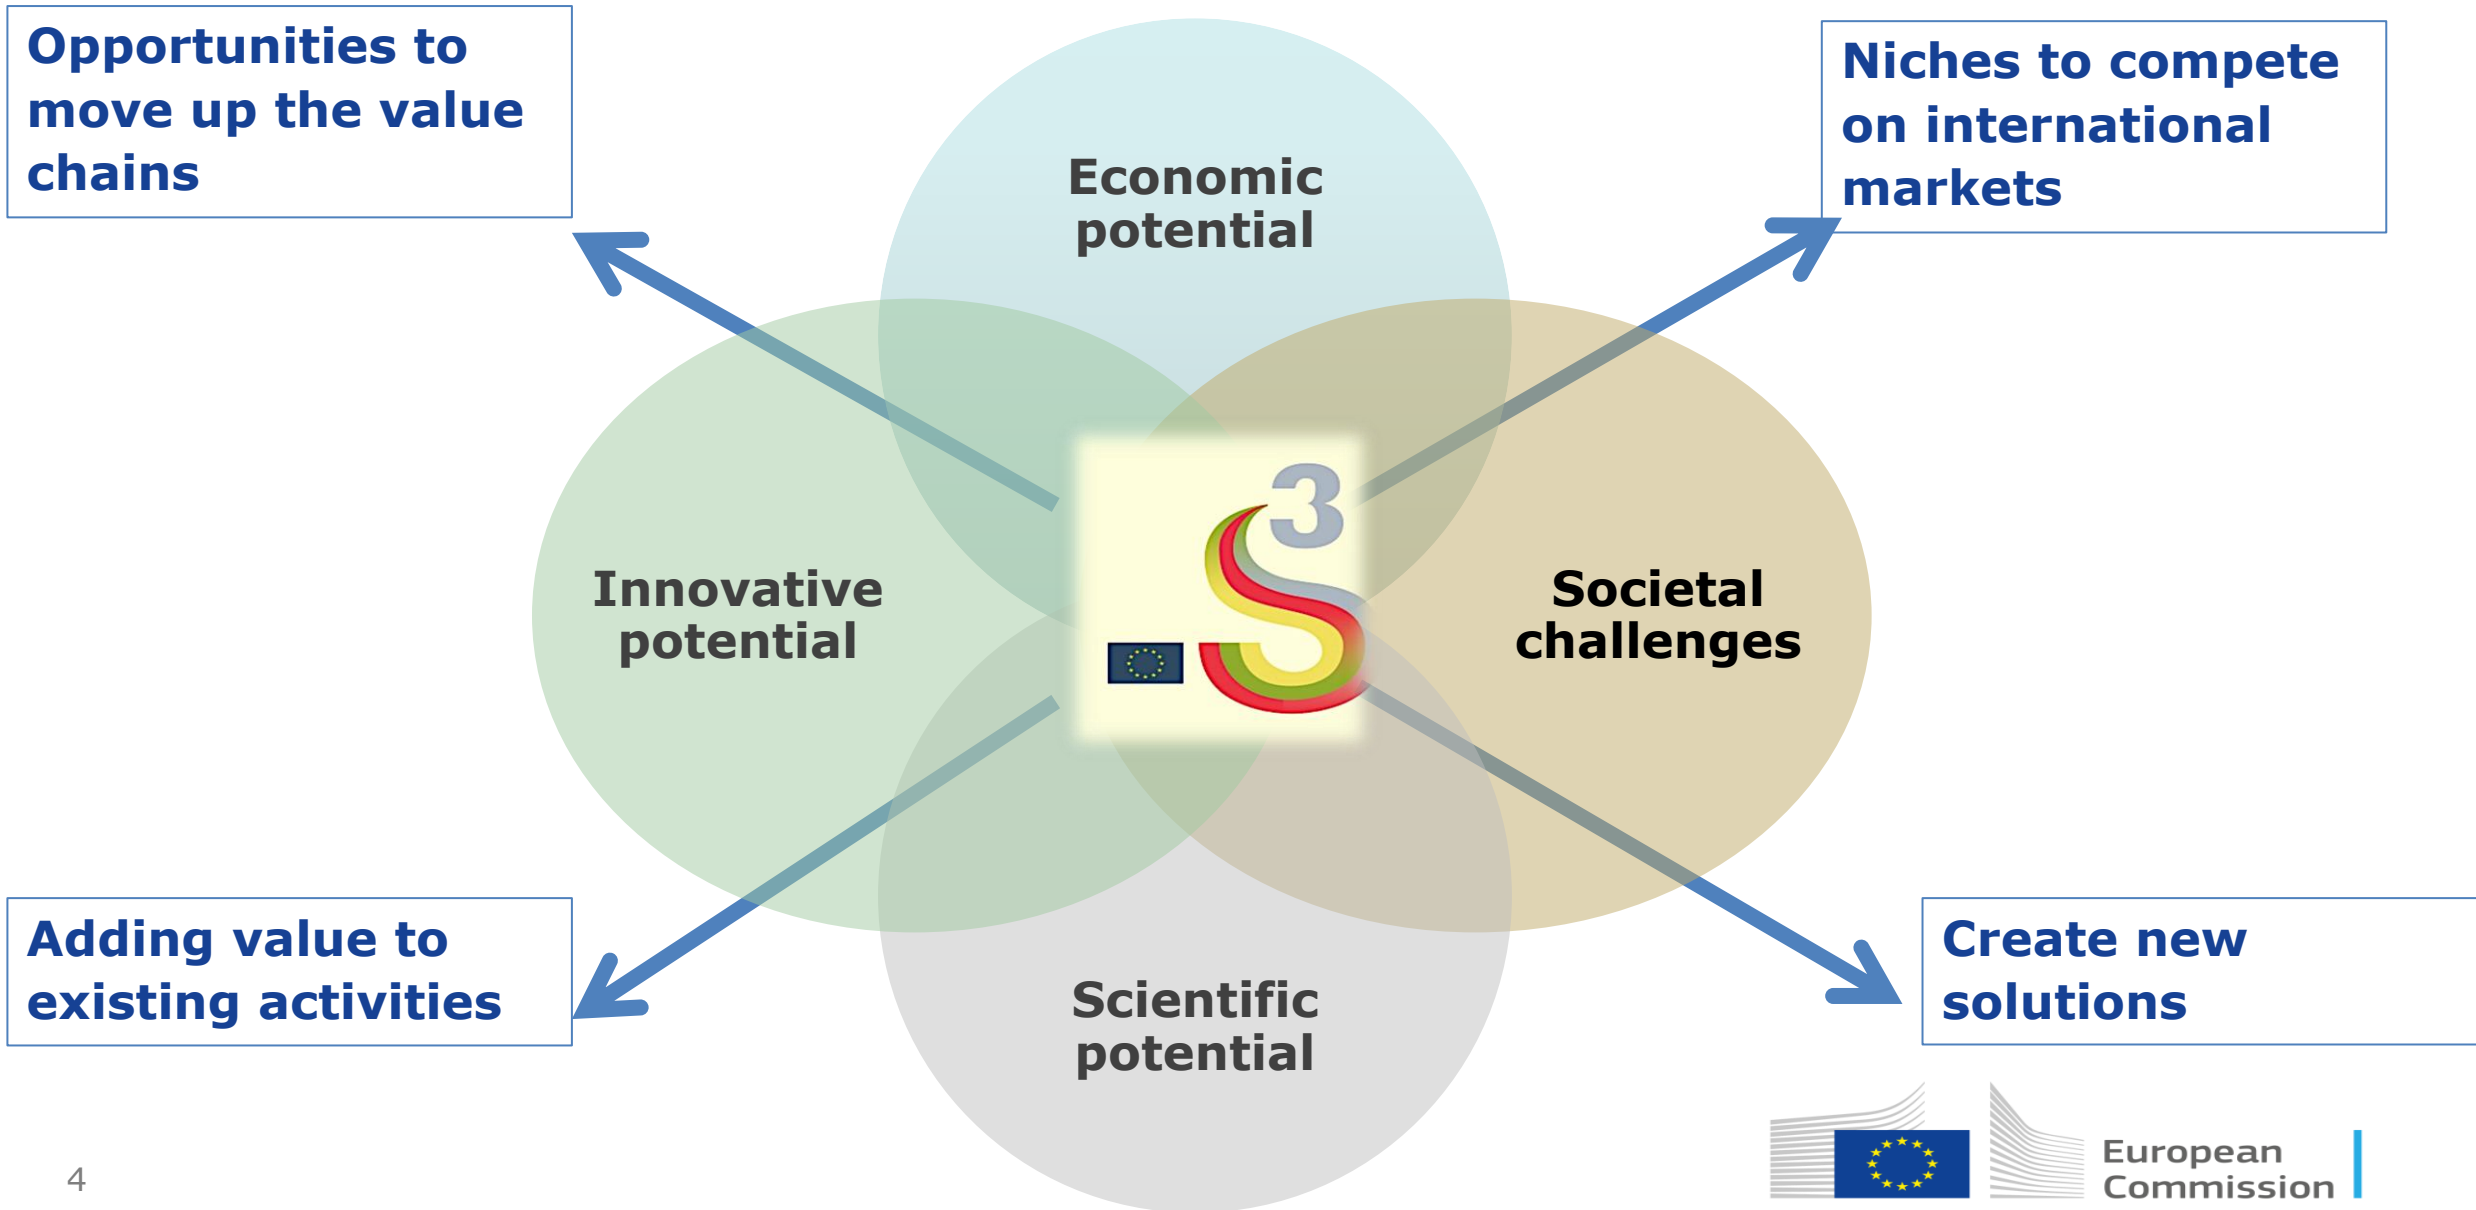 Opportunities to
move up the value
chains
Niches to compete
on international
markets
Economic
potential
Innovative
potential
S3
Societal
challenges
Adding value to
existing activities
Scientific
potential
Create new
solutions
4
European
Commission